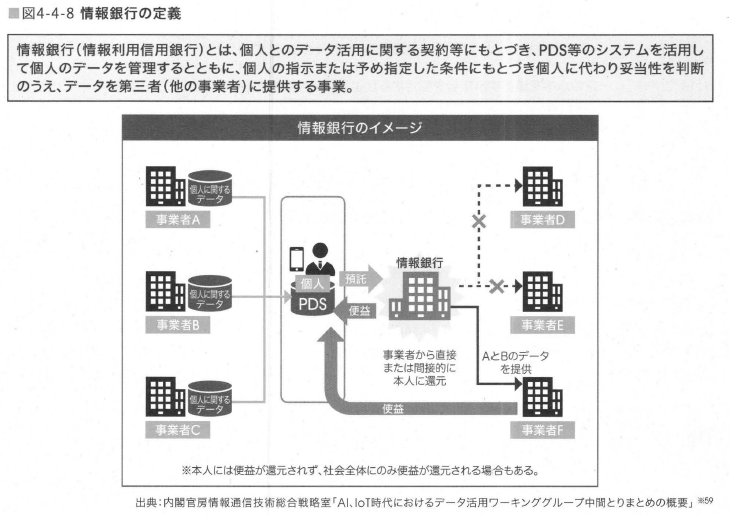 ■図4-4-8 情報銀行の定義
情報銀行(情報利用信用銀行)とは、個人とのデータ活用に関する契約等にもとづき、PDS等のシステムを活用し
て個人のデータを管理するとともに、個人の指示または予め指定した条件にもとづき個人に代わり妥当性を判断
のうえ、データを第三者(他の事業者)に提供する事業。
情報銀行のイメージ
個人に関する
データ
事業者A
個人に関する
データ
事業者B
個人に関する
データ
事業者C
個人
PDS
預託
便益
情報銀行
事業者から直接
または間接的に
本人に還元
AとBのデータ
を提供
便益
事業者D
事業者E
事業者F
※本人には便益が還元されず、社会全体にのみ便益が還元される場合もある。
出典:内閣官房情報通信技術総合戦略室「AI、IoT時代におけるデータ活用ワーキンググループ中間とりまとめの概要」※59